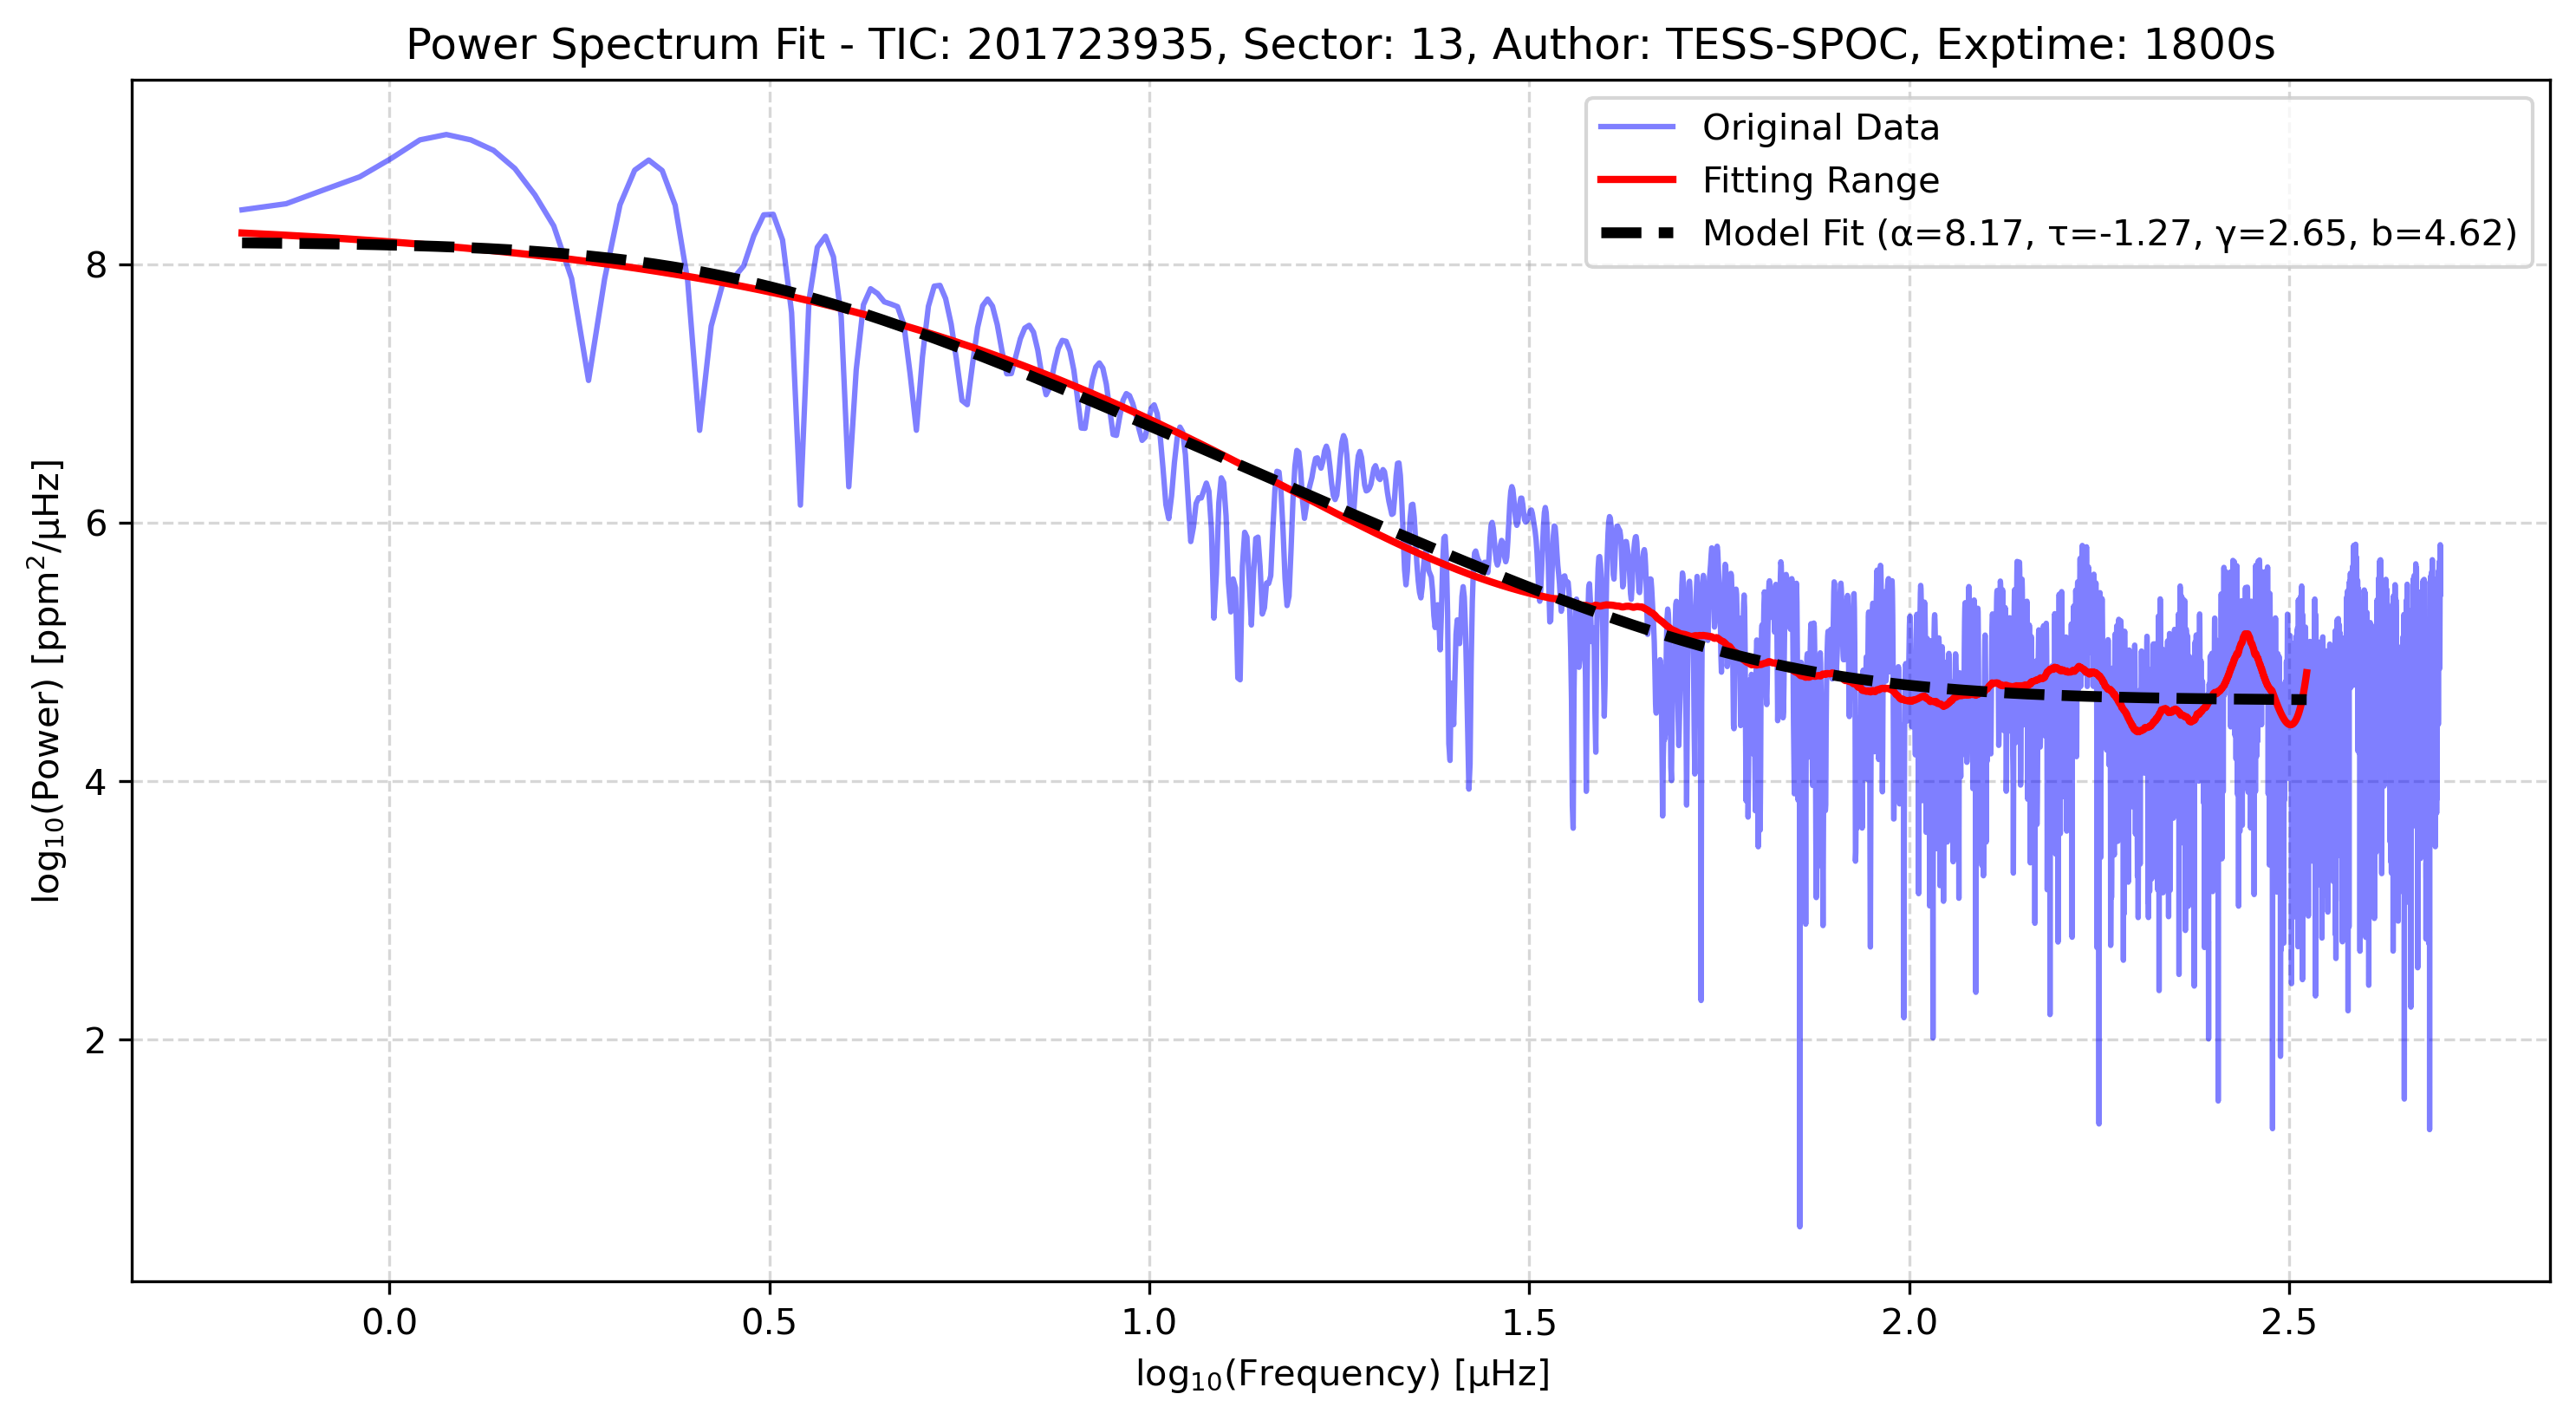 Power Spectrum Fit - TIC: 201723935, Sector: 13, Author: TESS-SPOC, Exptime: 1800s
Original Data
Fitting Range
Model Fit (α=8.17, τ=-1.27, γ=2.65, b=4.62)
log₁₀(Power) [ppm²/μHz]
8
6
4
2
0.0 0.5 1.0 1.5 2.0 2.5
log₁₀(Frequency) [μHz]